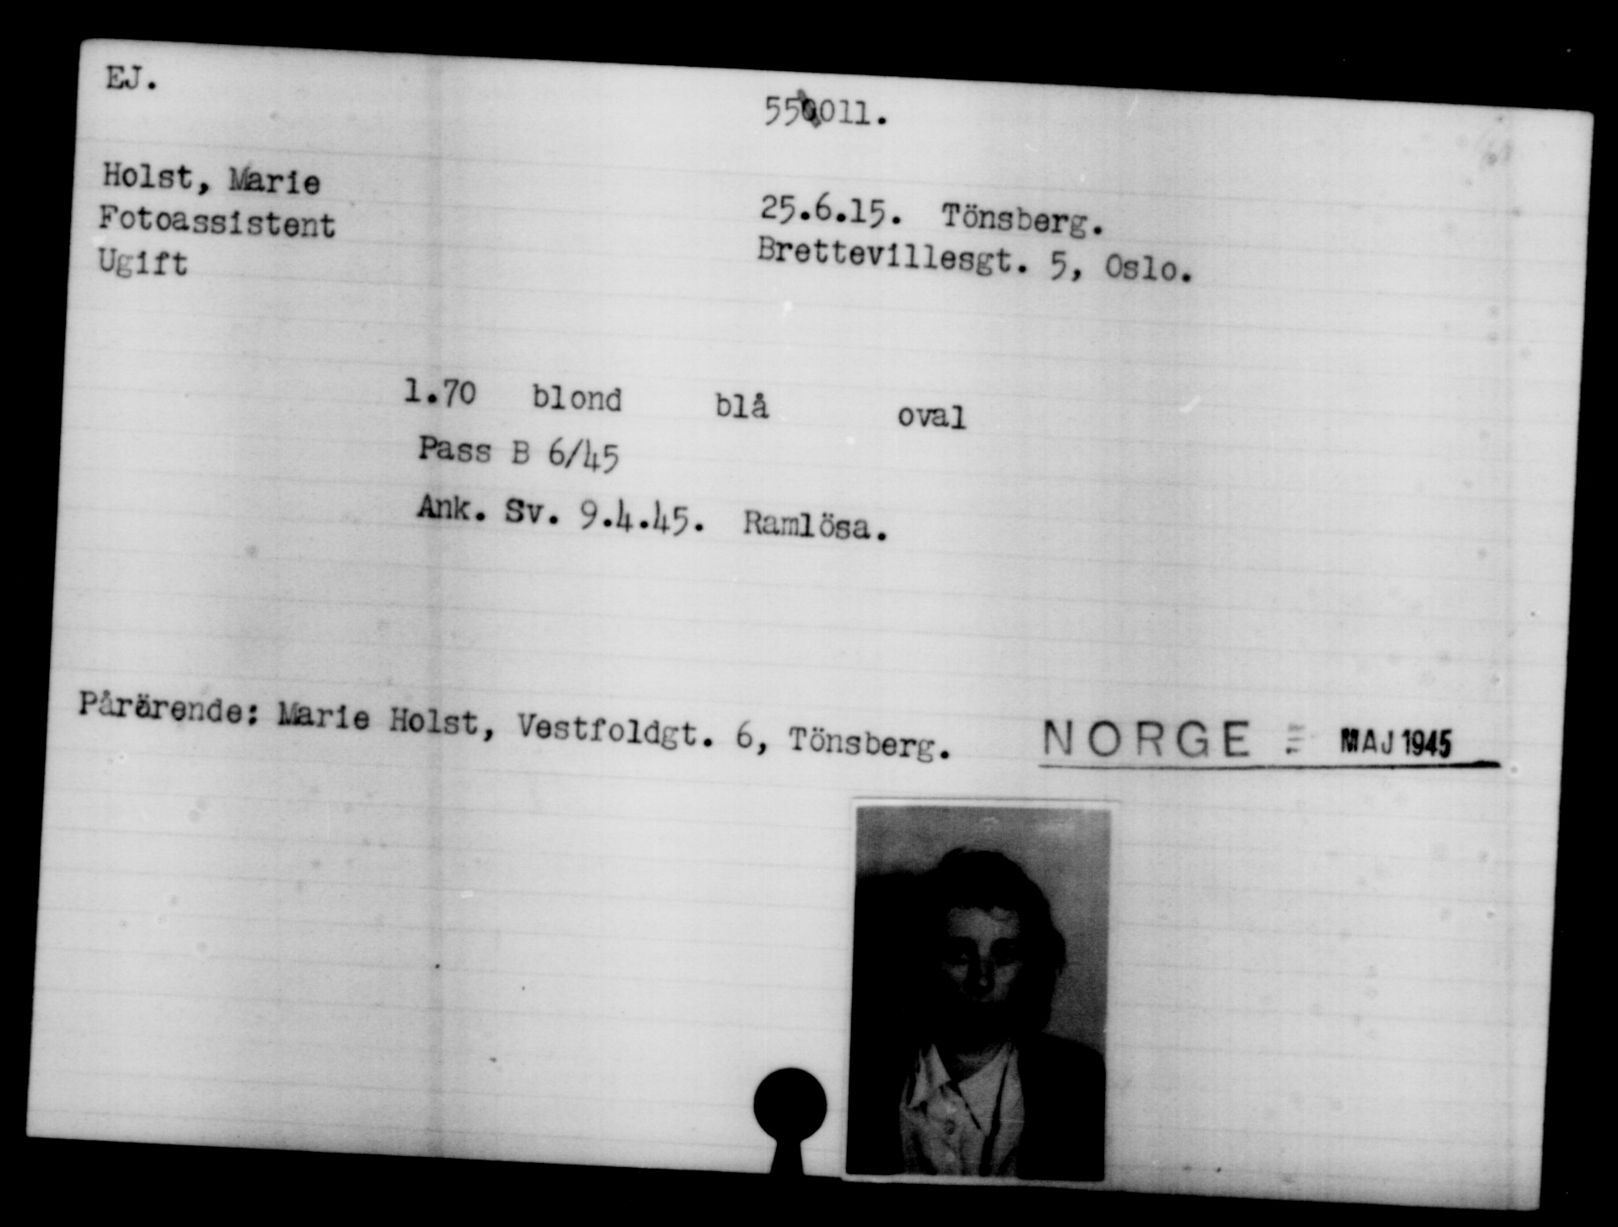 EJ.
550011.
Holst, Marie
25.6.15. Tönsberg.
Fotoassistent
Brettevillesgt. 5, Oslo.
Ugift
1.70 blond blå oval
Pass B 6/45
Ank. Sv. 9.4.45. Ramlösa.
Pårörende: Marie Holst, Vestfoldgt. 6, Tönsberg.
NORGE MAJ 1945